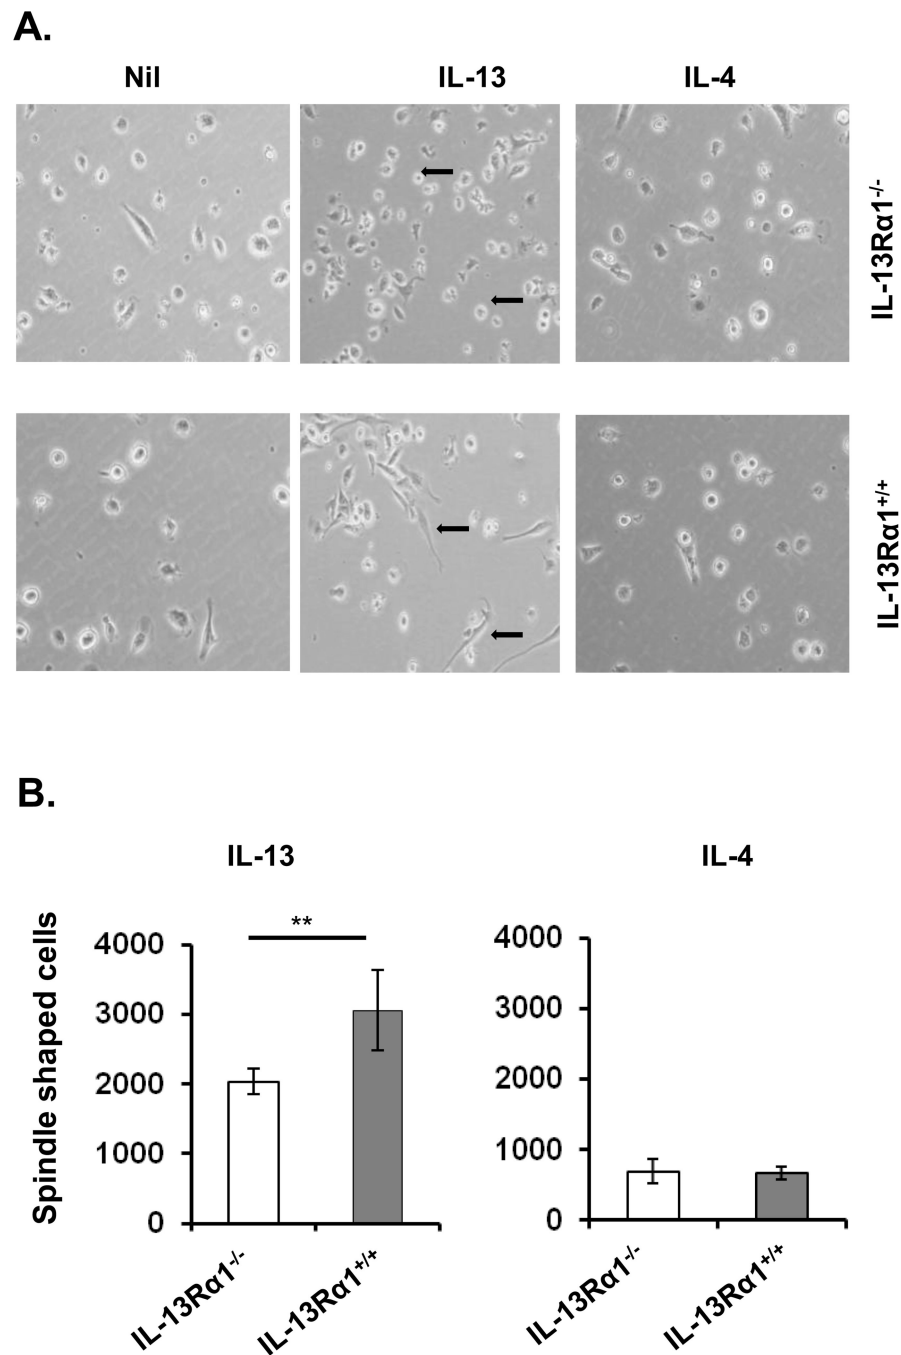 A.
Nil IL-13 IL-4
IL-13Rα1-/-
IL-13Rα1+/+
B.
IL-13 IL-4
Spindle shaped cells
**
4000
3000
2000
1000
0
IL-13Rα1-/-
IL-13Rα1+/+
4000
3000
2000
1000
0
IL-13Rα1-/-
IL-13Rα1+/+